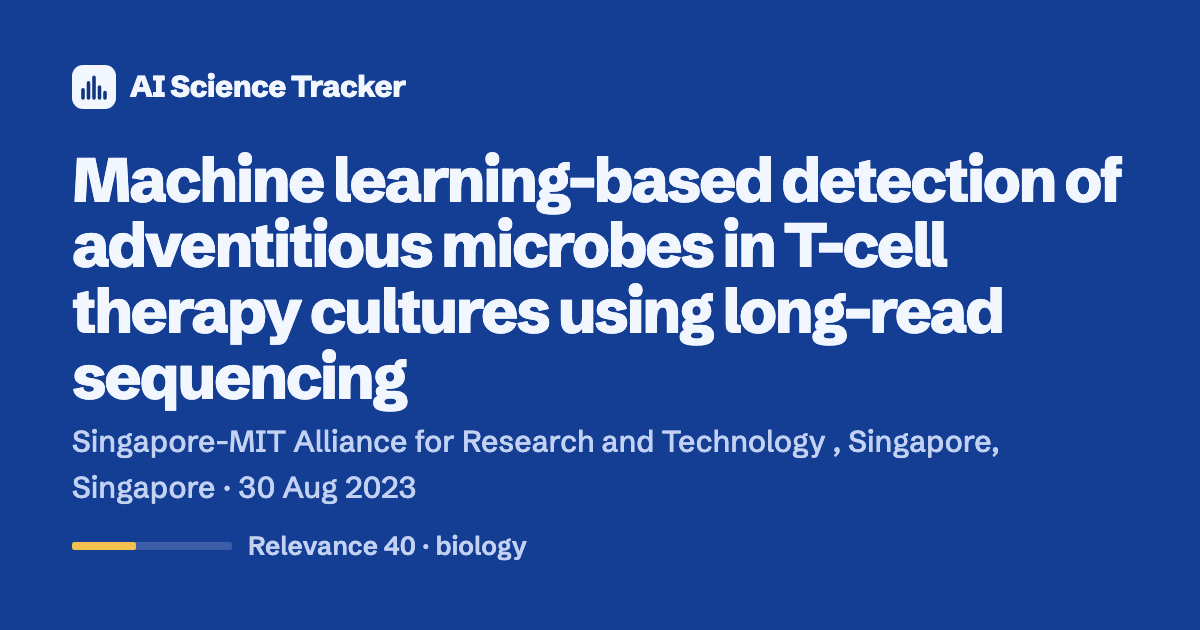 AI Science Tracker
Machine learning-based detection of
adventitious microbes in T-cell
therapy cultures using long-read
sequencing
Singapore-MIT Alliance for Research and Technology , Singapore,
Singapore · 30 Aug 2023
Relevance 40 · biology